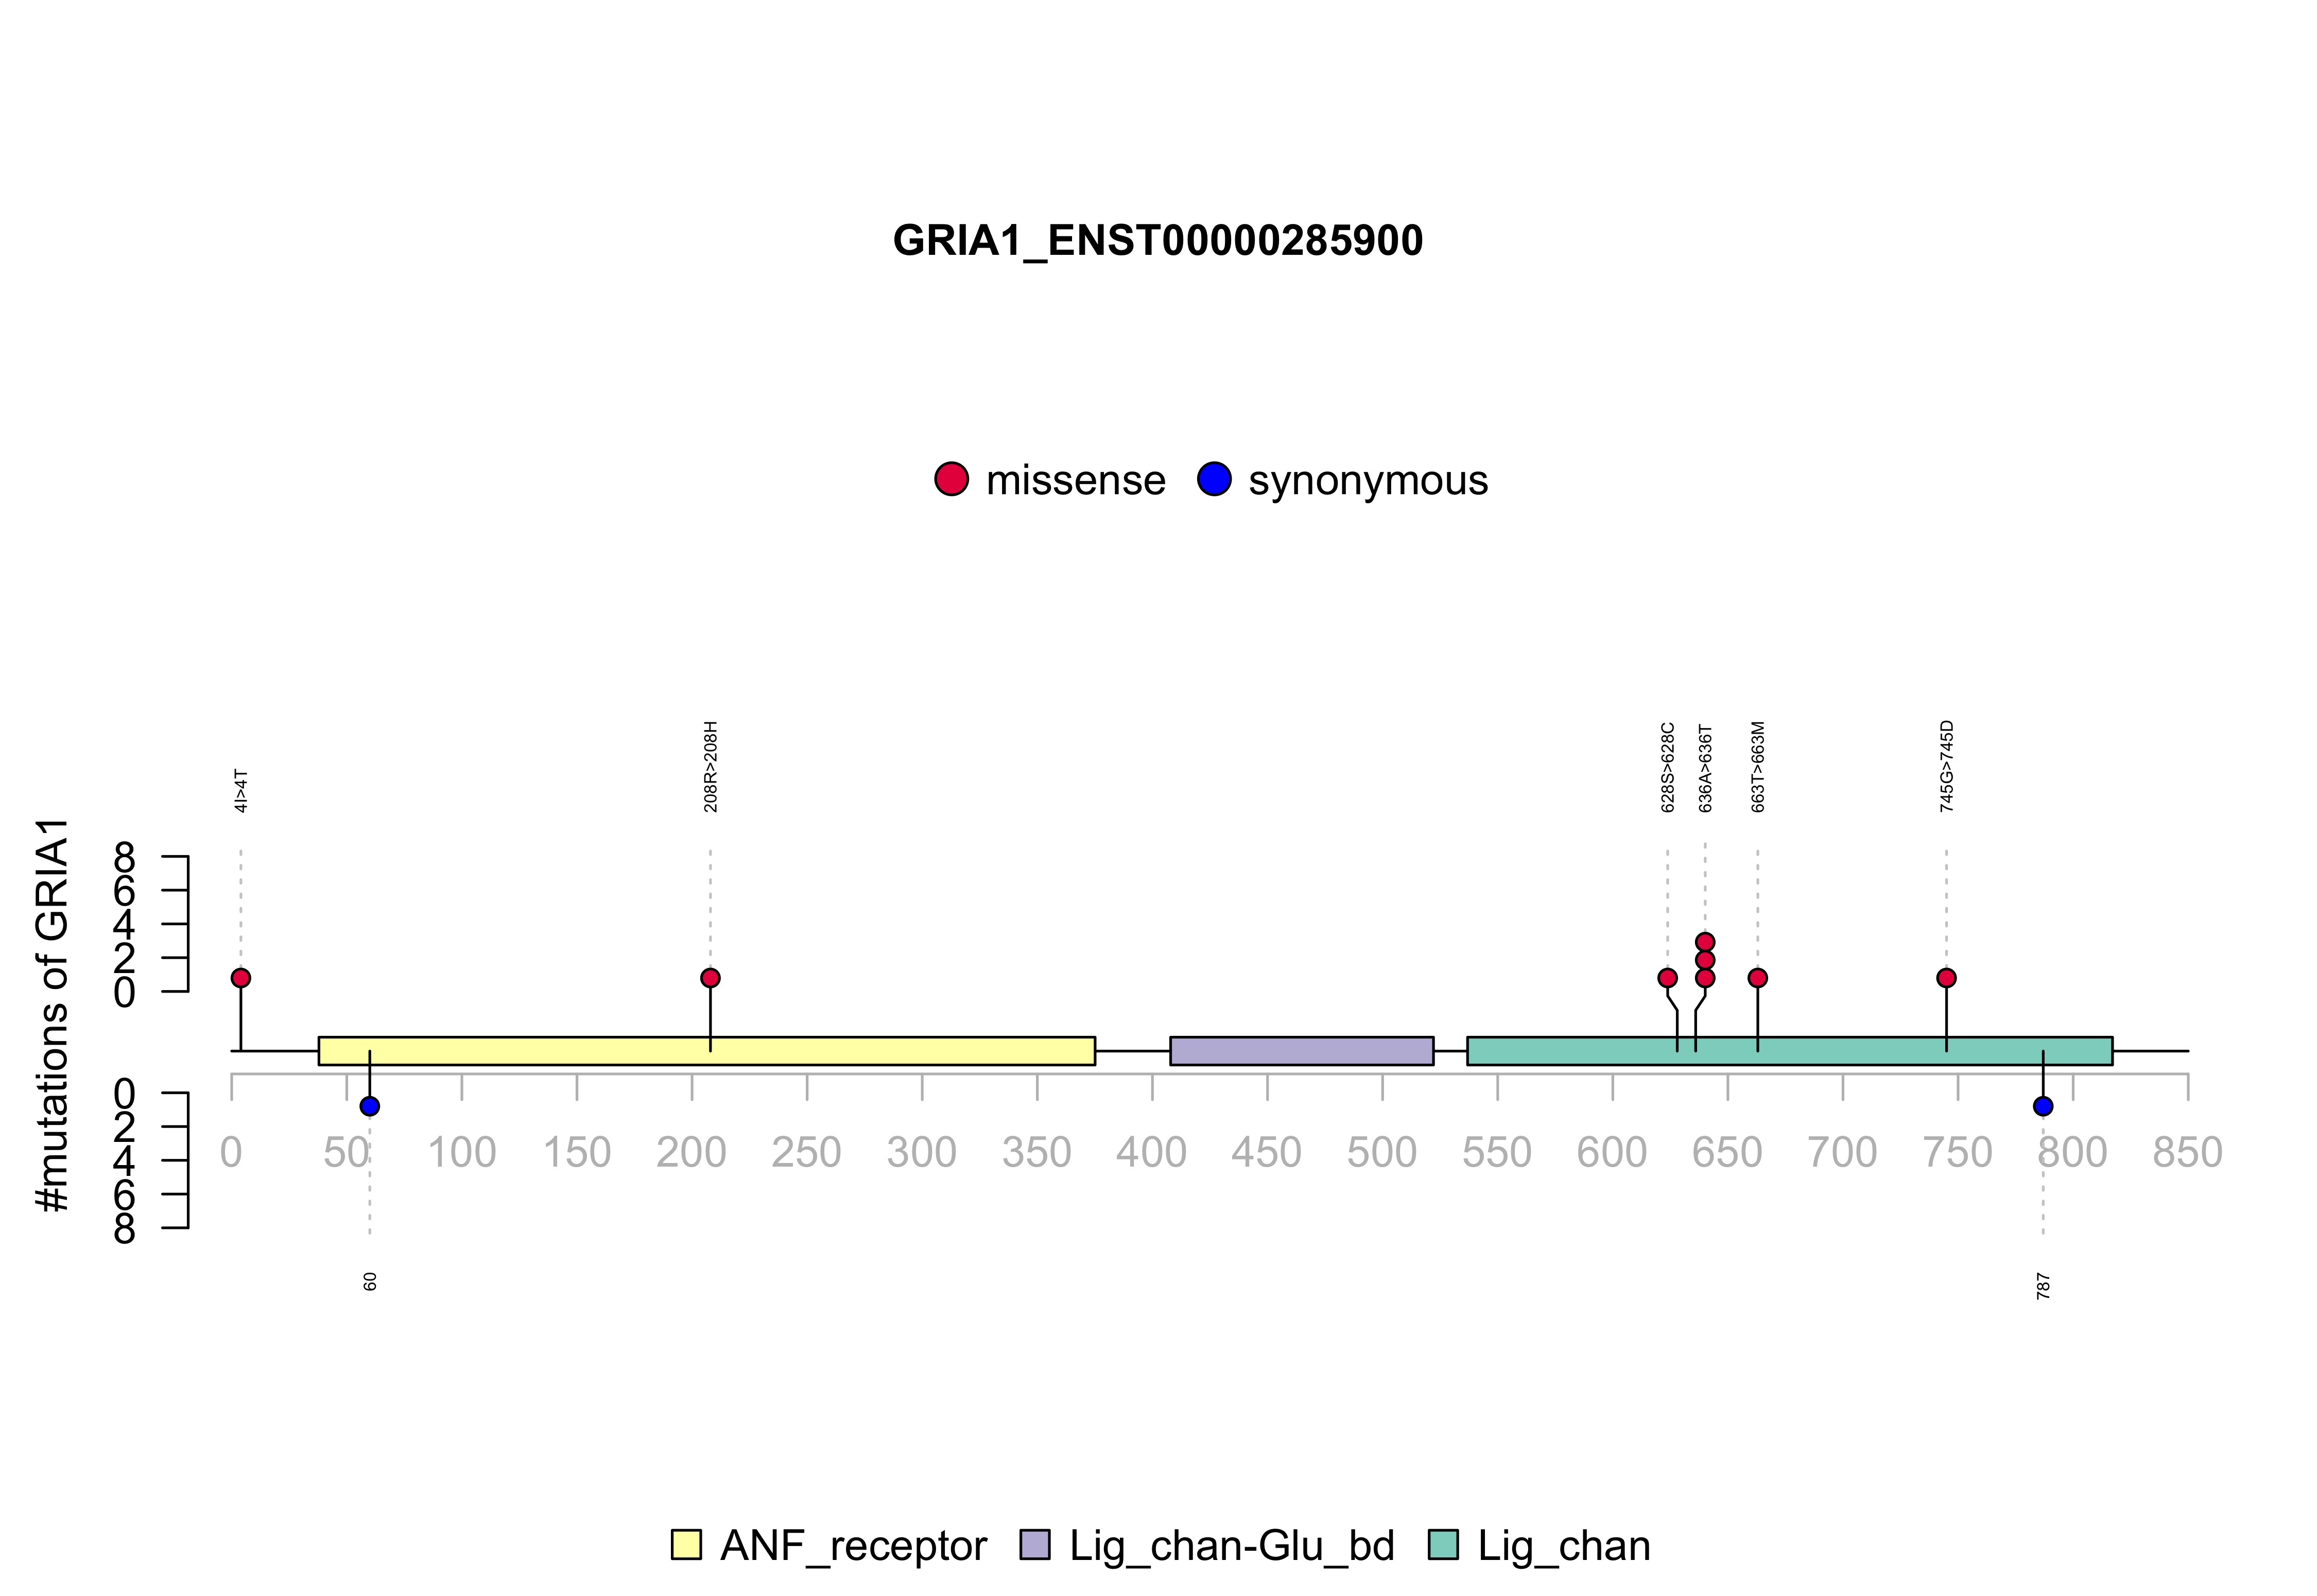 GRIA1_ENST00000285900
missense synonymous
4I>4T 208R>208H 628S>628C 636A>636T 663T>663M 745G>745D
#mutations of GRIA1
8
6
4
2
0
0
2
4
6
8
0 50 100 150 200 250 300 350 400 450 500 550 600 650 700 750 800 850
60 787
ANF_receptor Lig_chan-Glu_bd Lig_chan